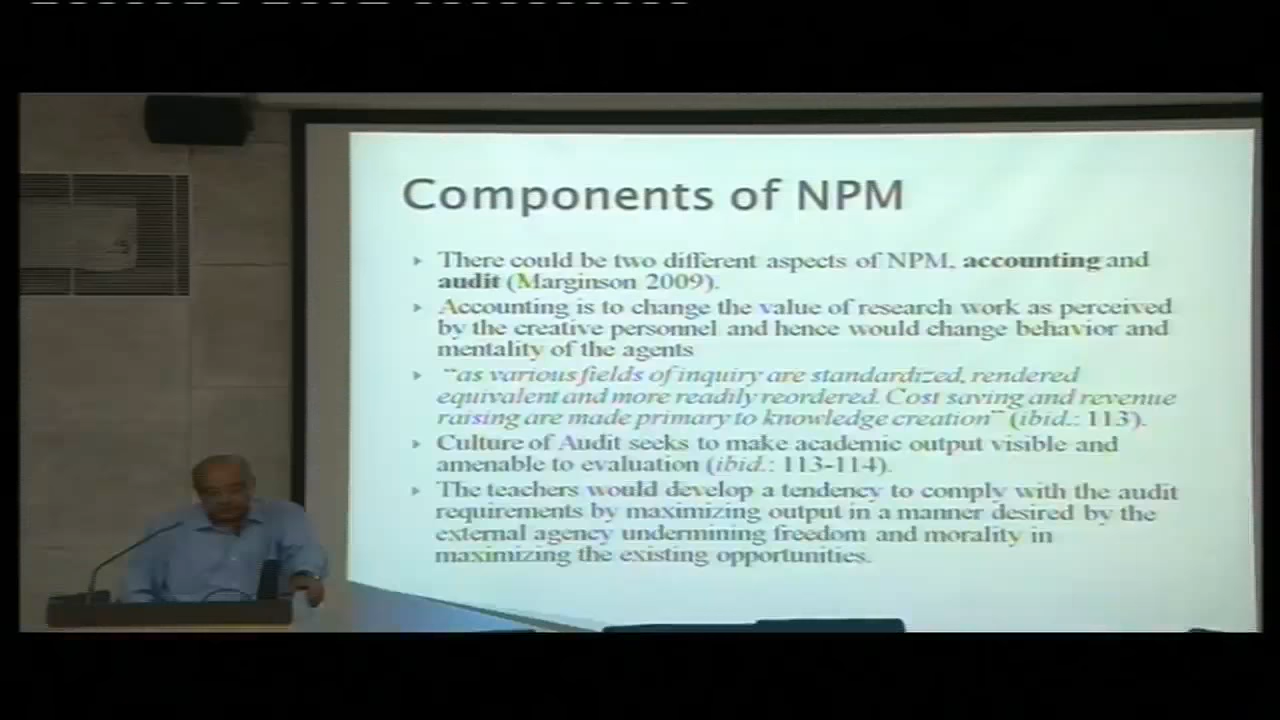 Components of NPM
There could be two different aspects of NPM, accounting and
audit (Marginson 2009).
Accounting is to change the value of research work as perceived
by the creative personnel and hence would change behavior and
mentality of the agents
"as various fields of inquiry are standardized, rendered
equivalent and more readily reordered. Cost saving and revenue
raising are made primary to knowledge creation" (ibid.: 113).
Culture of Audit seeks to make academic output visible and
amenable to evaluation (ibid.: 113-114).
The teachers would develop a tendency to comply with the audit
requirements by maximizing output in a manner desired by the
external agency undermining freedom and morality in
maximizing the existing opportunities.